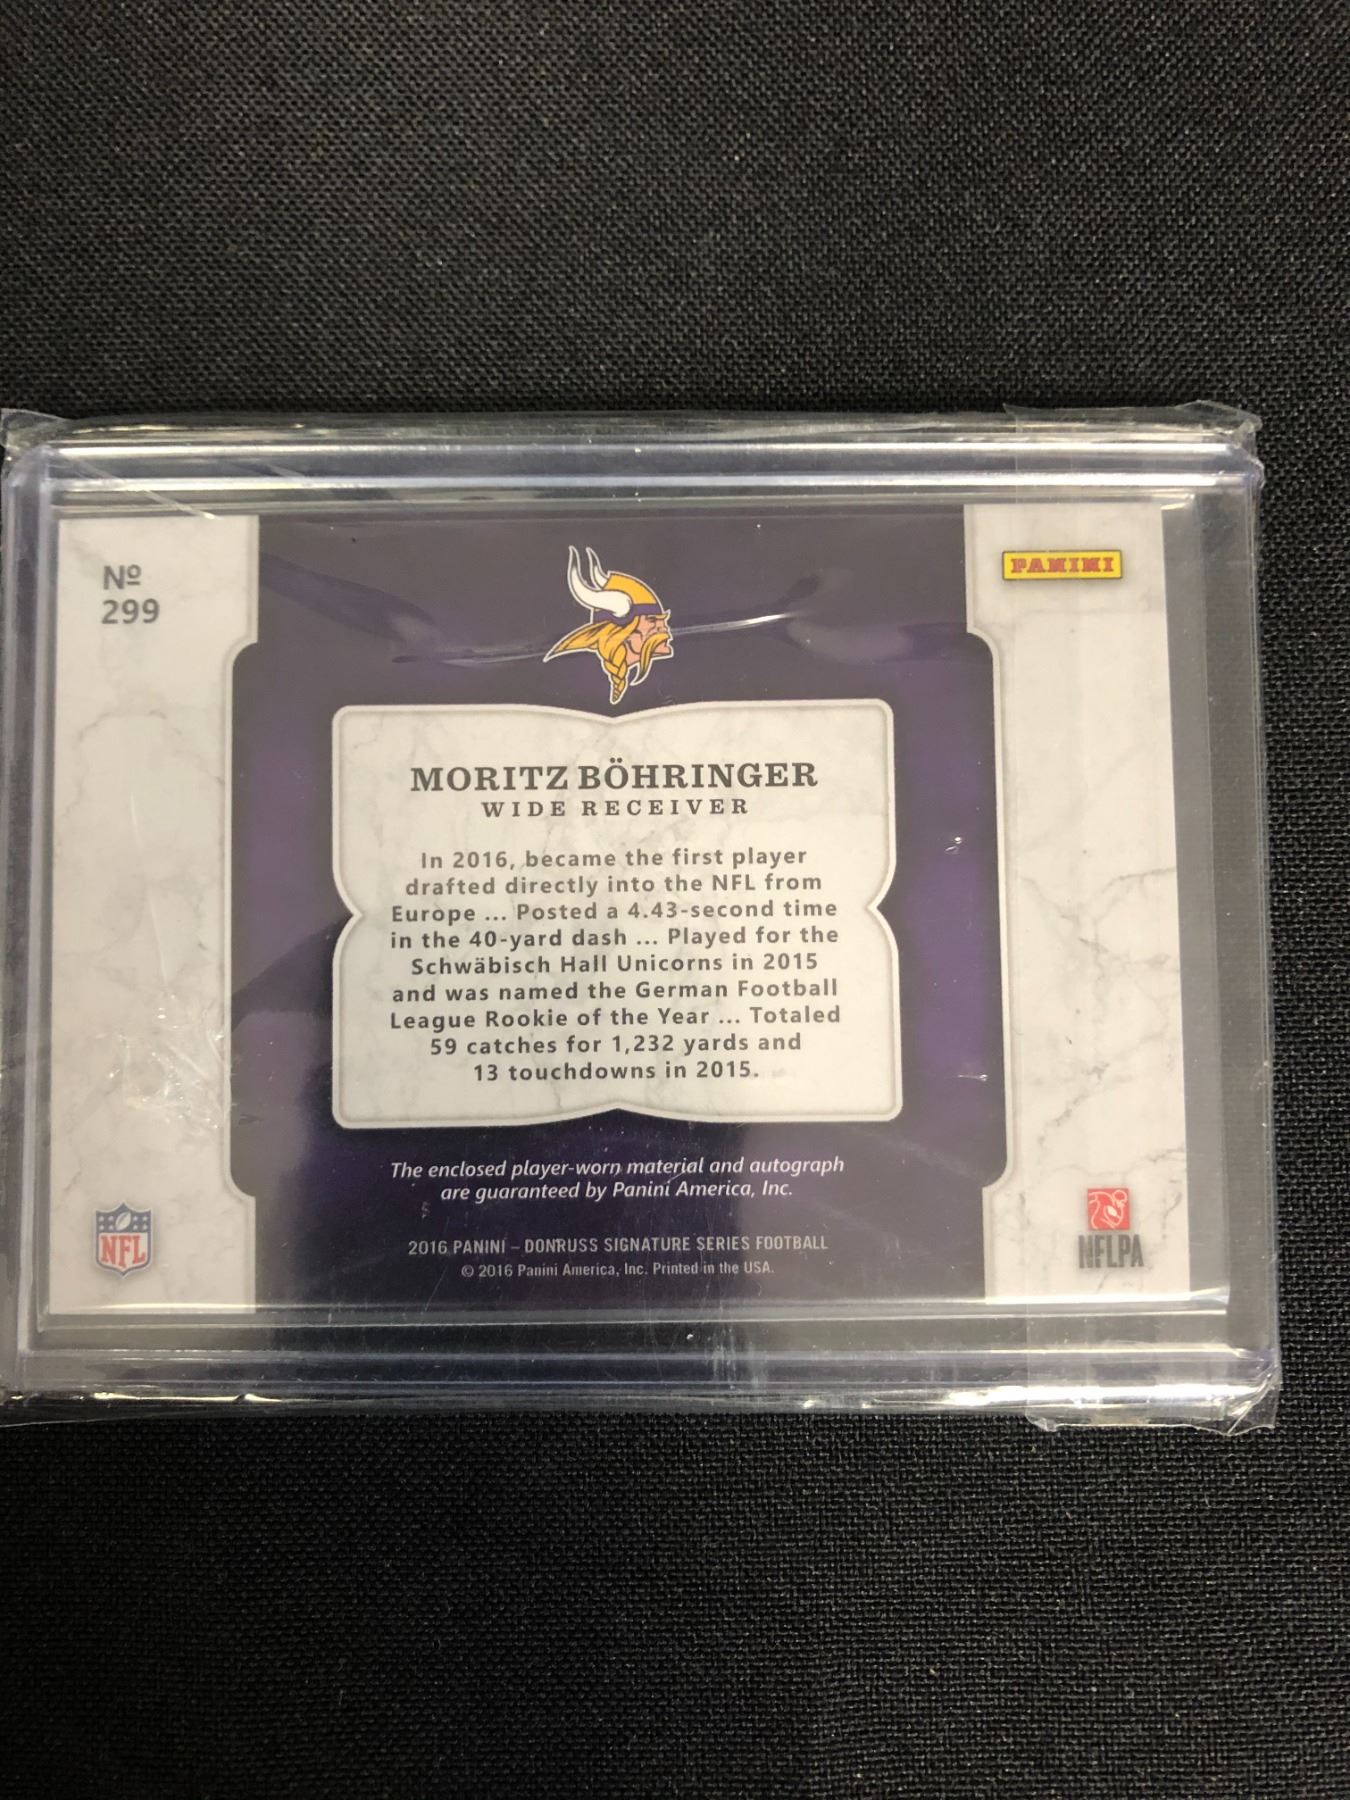 Nº
299
PANINI
MORITZ BÖHRINGER
WIDE RECEIVER
In 2016, became the first player
drafted directly into the NFL from
Europe ... Posted a 4.43-second time
in the 40-yard dash ... Played for the
Schwäbisch Hall Unicorns in 2015
and was named the German Football
League Rookie of the Year ... Totaled
59 catches for 1,232 yards and
13 touchdowns in 2015.
The enclosed player-worn material and autograph
are guaranteed by Panini America, Inc.
2016 PANINI – DONRUSS SIGNATURE SERIES FOOTBALL
© 2016 Panini America, Inc. Printed in the USA.
NFL
NFLPA